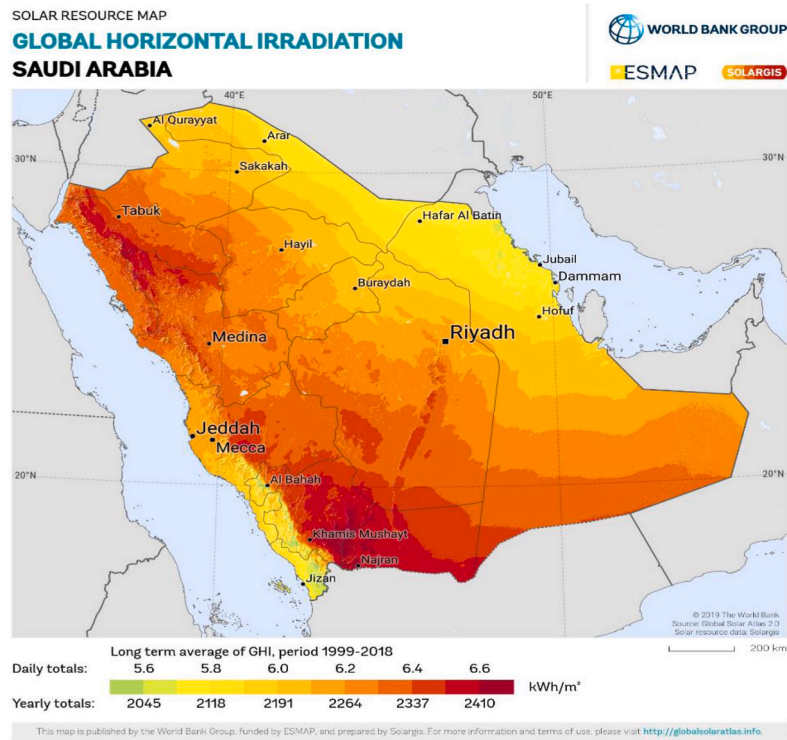 SOLAR RESOURCE MAP
GLOBAL HORIZONTAL IRRADIATION
SAUDI ARABIA
WORLD BANK GROUP
ESMAP
SOLARGIS
40°E
50°E
Al Qurayyat
Arar
30°N
30°N
Sakakah
Tabuk
Hafar Al Batin
Hayil
Jubail
Dammam
Buraydah
Hofuf
Medina
Riyadh
Jeddah
Mecca
20°N
20°N
Al Bahah
Khamis Mushayt
Najran
Jizan
© 2019 The World Bank
Source: Global Solar Atlas 2.0
Solar resource data: Solargis
200 km
Long term average of GHI, period 1999-2018
Daily totals: 5.6 5.8 6.0 6.2 6.4 6.6
kWh/m²
Yearly totals: 2045 2118 2191 2264 2337 2410
This map is published by the World Bank Group, funded by ESMAP, and prepared by Solargis. For more information and terms of use, please visit http://globalsolaratlas.info.